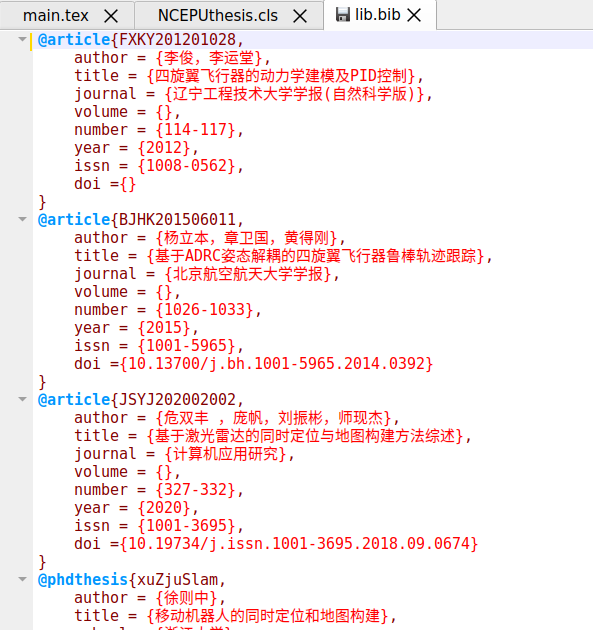 main.tex NCEPUthesis.cls lib.bib
@article{FXKY201201028,
author = {李俊, 李运堂},
title = {四旋翼飞行器的动力学建模及PID控制},
journal = {辽宁工程技术大学学报(自然科学版)},
volume = {},
number = {114-117},
year = {2012},
issn = {1008-0562},
doi ={}
}
@article{BJHK201506011,
author = {杨立本, 章卫国, 黄得刚},
title = {基于ADRC姿态解耦的四旋翼飞行器鲁棒轨迹跟踪},
journal = {北京航空航天大学学报},
volume = {},
number = {1026-1033},
year = {2015},
issn = {1001-5965},
doi ={10.13700/j.bh.1001-5965.2014.0392}
}
@article{JSYJ202002002,
author = {危双丰 , 庞帆, 刘振彬, 师现杰},
title = {基于激光雷达的同时定位与地图构建方法综述},
journal = {计算机应用研究},
volume = {},
number = {327-332},
year = {2020},
issn = {1001-3695},
doi ={10.19734/j.issn.1001-3695.2018.09.0674}
}
@phdthesis{xuZjuSlam,
author = {徐则中},
title = {移动机器人的同时定位和地图构建},